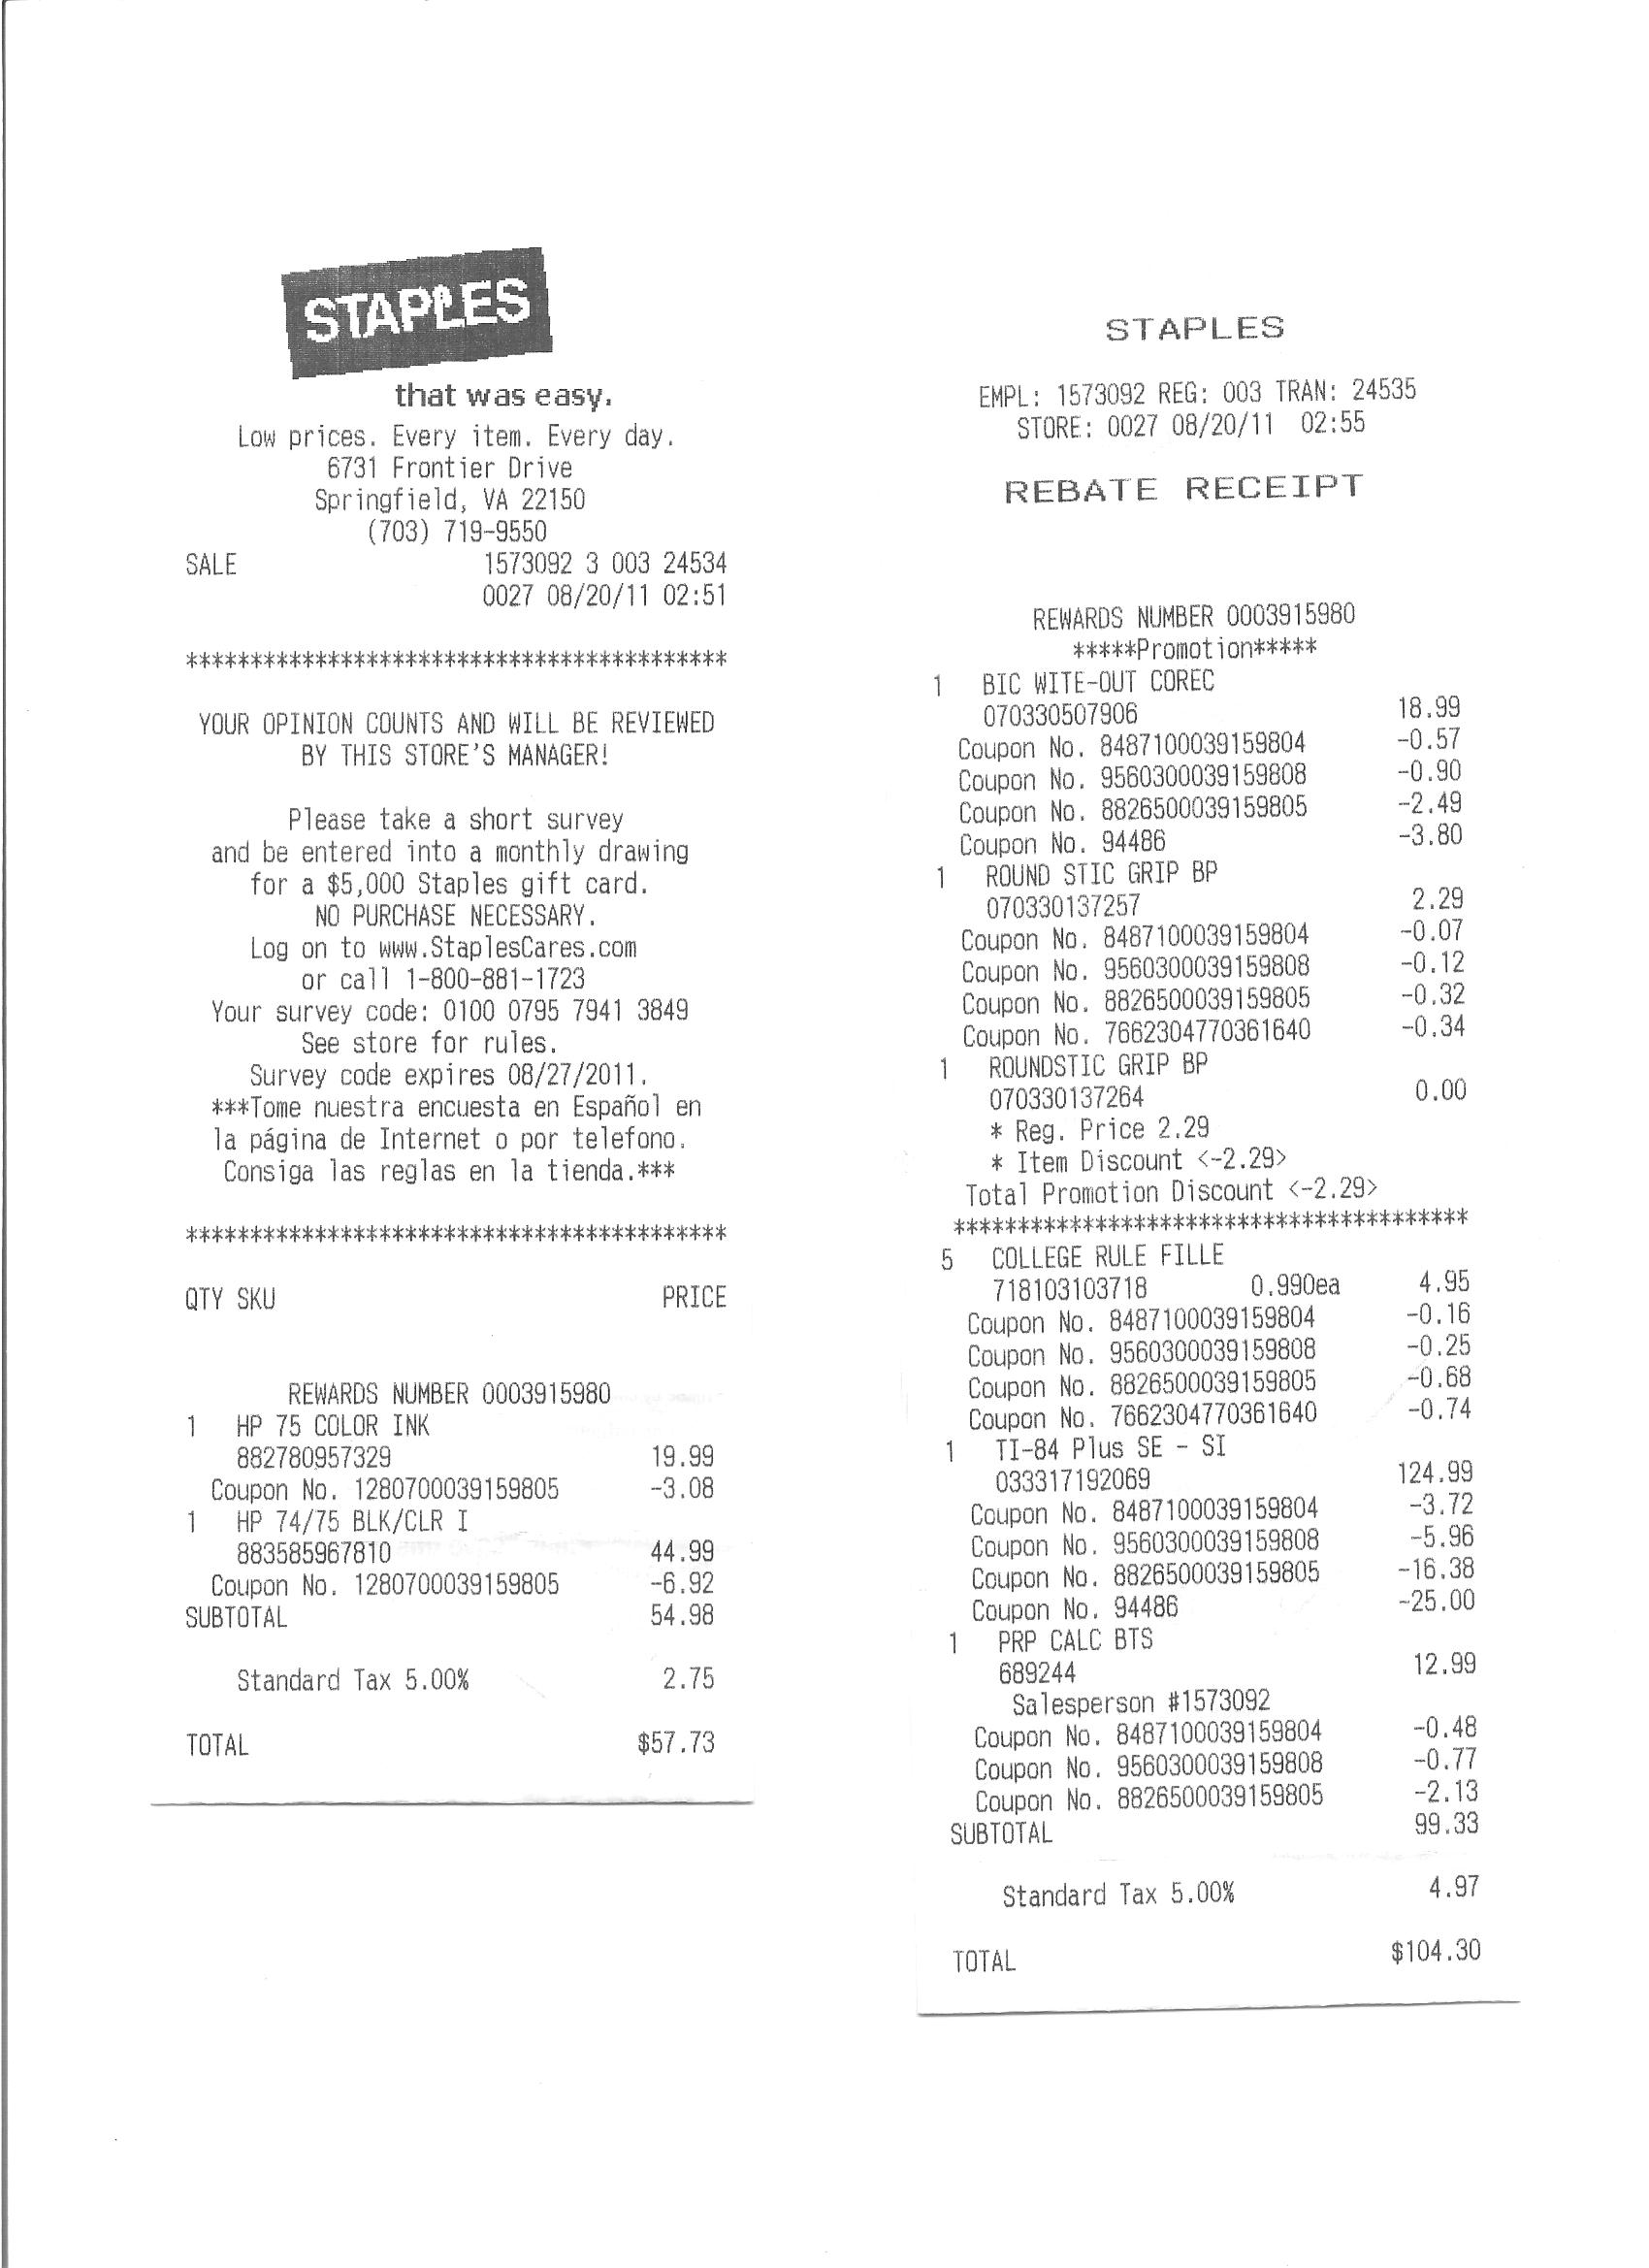 STAPLES
that was easy.
Low prices. Every item. Every day.
6731 Frontier Drive
Springfield, VA 22150
(703) 719-9550
SALE 1573092 3 003 24534
0027 08/20/11 02:51
******************************************
YOUR OPINION COUNTS AND WILL BE REVIEWED
BY THIS STORE'S MANAGER!
Please take a short survey
and be entered into a monthly drawing
for a $5,000 Staples gift card.
NO PURCHASE NECESSARY.
Log on to www.StaplesCares.com
or call 1-800-881-1723
Your survey code: 0100 0795 7941 3849
See store for rules.
Survey code expires 08/27/2011.
***Tome nuestra encuesta en Español en
la página de Internet o por telefono.
Consiga las reglas en la tienda.***
******************************************
QTY SKU PRICE
REWARDS NUMBER 0003915980
1 HP 75 COLOR INK
882780957329 19.99
Coupon No. 1280700039159805 -3.08
1 HP 74/75 BLK/CLR I
883585967810 44.99
Coupon No. 1280700039159805 -6.92
SUBTOTAL 54.98
Standard Tax 5.00% 2.75
TOTAL $57.73
STAPLES
EMPL: 1573092 REG: 003 TRAN: 24535
STORE: 0027 08/20/11 02:55
REBATE RECEIPT
REWARDS NUMBER 0003915980
*****Promotion*****
1 BIC WITE-OUT COREC
070330507906 18.99
Coupon No. 8487100039159804 -0.57
Coupon No. 9560300039159808 -0.90
Coupon No. 8826500039159805 -2.49
Coupon No. 94486 -3.80
1 ROUND STIC GRIP BP
070330137257 2.29
Coupon No. 8487100039159804 -0.07
Coupon No. 9560300039159808 -0.12
Coupon No. 8826500039159805 -0.32
Coupon No. 7662304770361640 -0.34
1 ROUNDSTIC GRIP BP
070330137264 0.00
* Reg. Price 2.29
* Item Discount <-2.29>
Total Promotion Discount <-2.29>
****************************************
5 COLLEGE RULE FILLE
718103103718 0.990ea 4.95
Coupon No. 8487100039159804 -0.16
Coupon No. 9560300039159808 -0.25
Coupon No. 8826500039159805 -0.68
Coupon No. 7662304770361640 -0.74
1 TI-84 Plus SE - SI
033317192069 124.99
Coupon No. 8487100039159804 -3.72
Coupon No. 9560300039159808 -5.96
Coupon No. 8826500039159805 -16.38
Coupon No. 94486 -25.00
1 PRP CALC BTS
689244 12.99
Salesperson #1573092
Coupon No. 8487100039159804 -0.48
Coupon No. 9560300039159808 -0.77
Coupon No. 8826500039159805 -2.13
SUBTOTAL 99.33
Standard Tax 5.00% 4.97
TOTAL $104.30